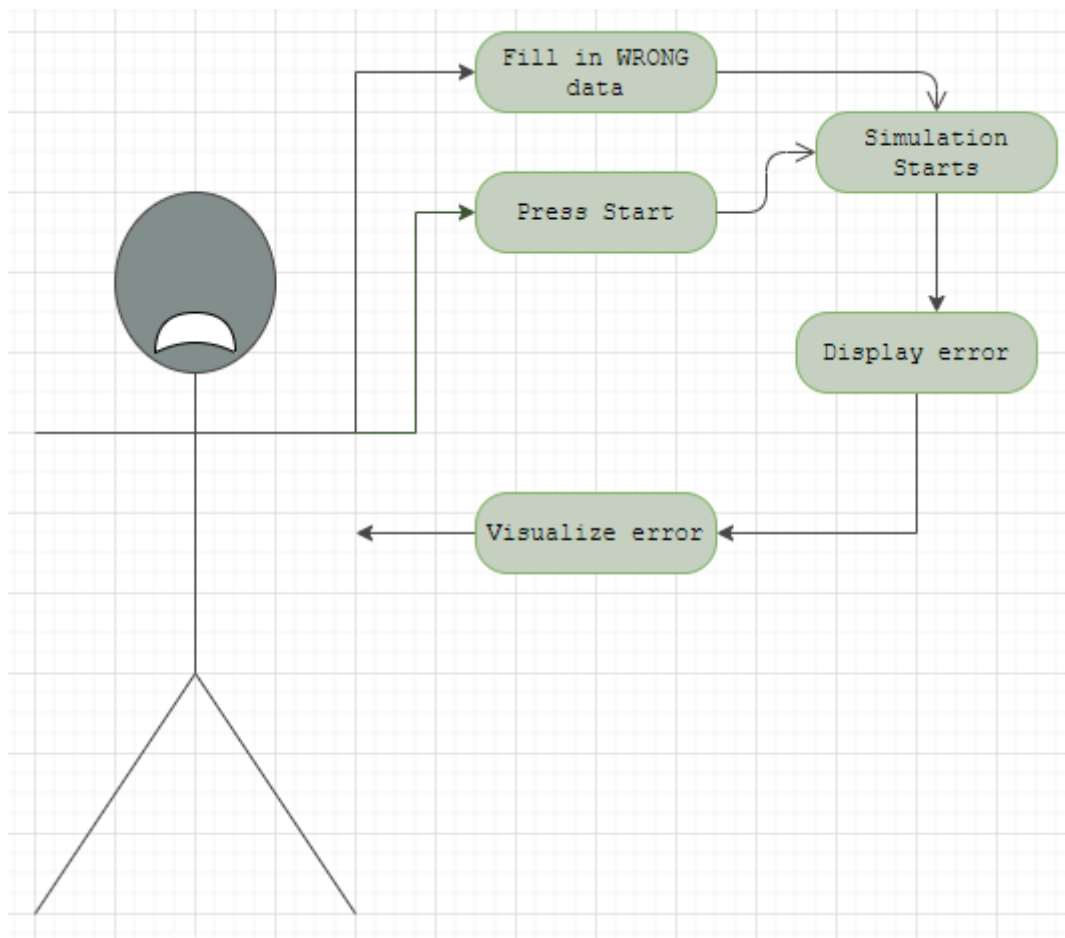 Fill in WRONG
data
Simulation
Starts
Press Start
Display error
Visualize error